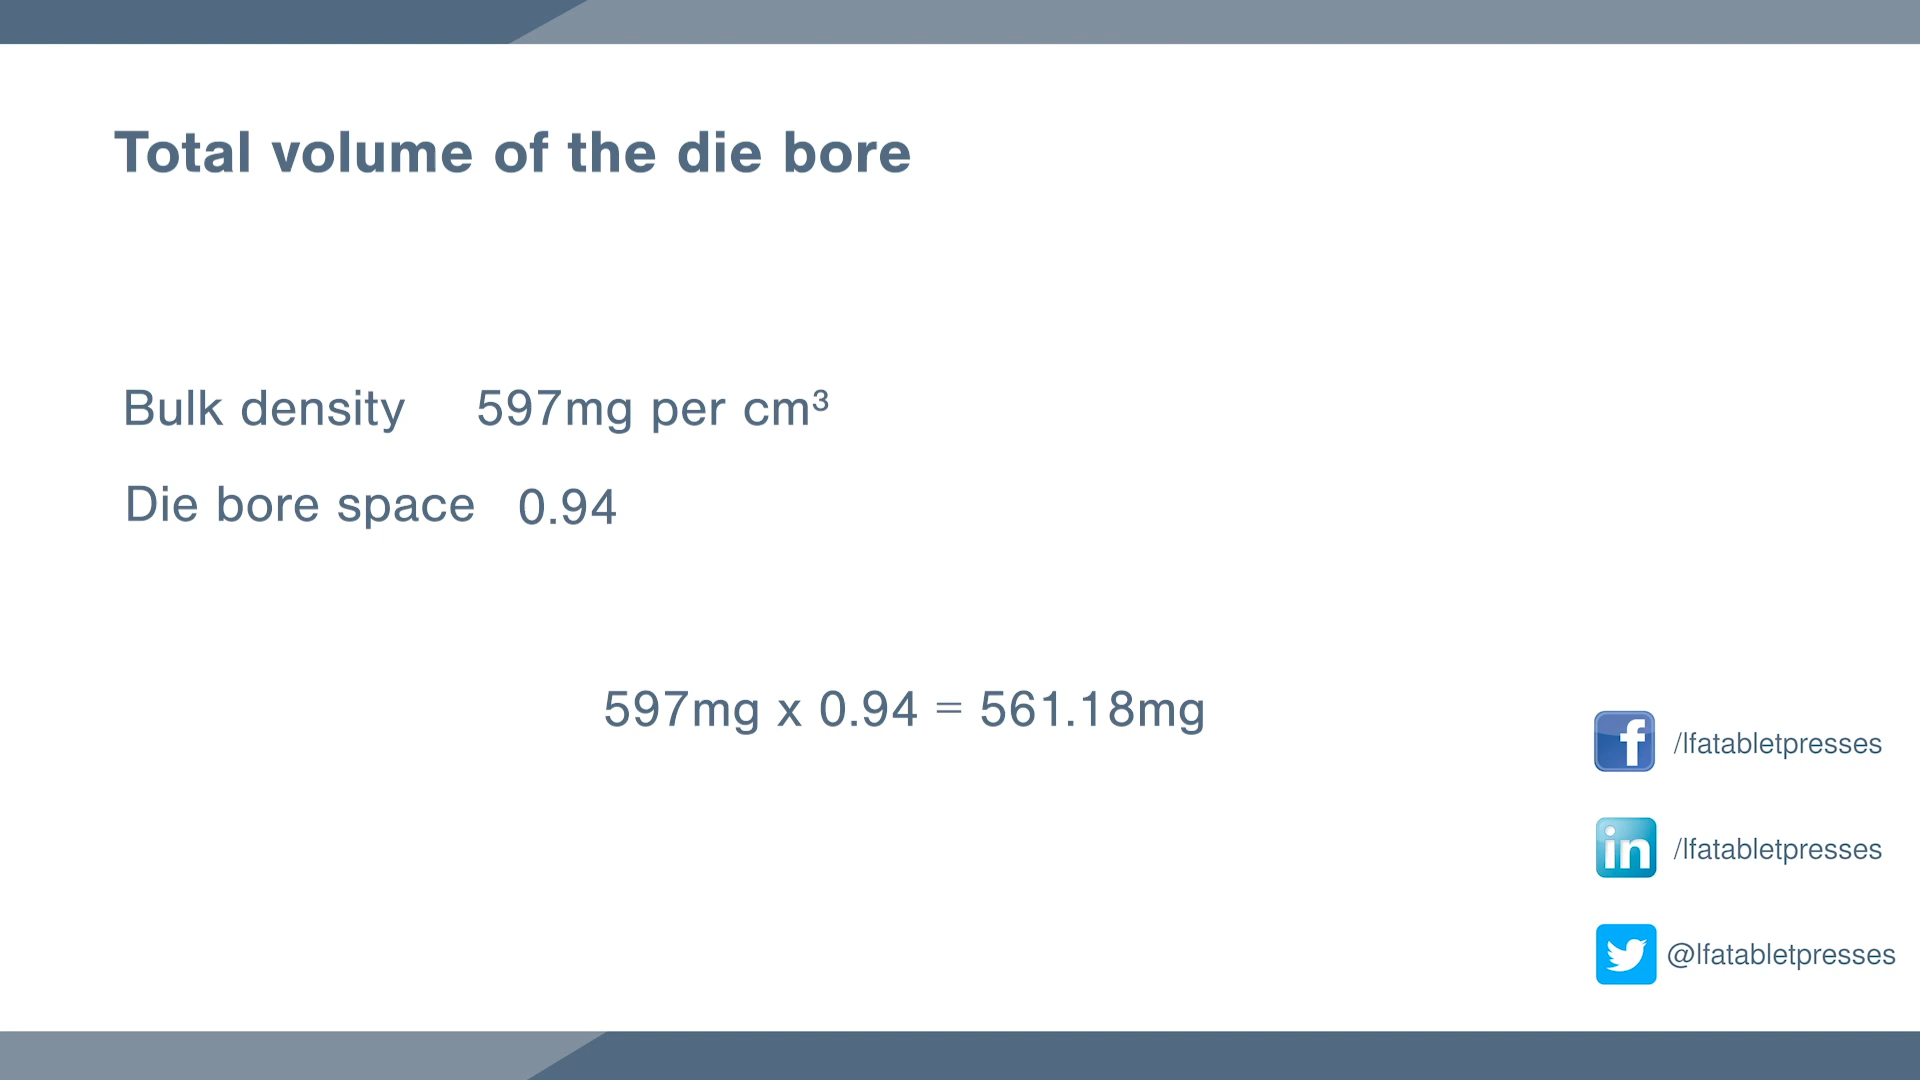 Total volume of the die bore
Bulk density 597mg per cm³
Die bore space 0.94
597mg x 0.94 = 561.18mg
/lfatabletpresses
/lfatabletpresses
@lfatabletpresses